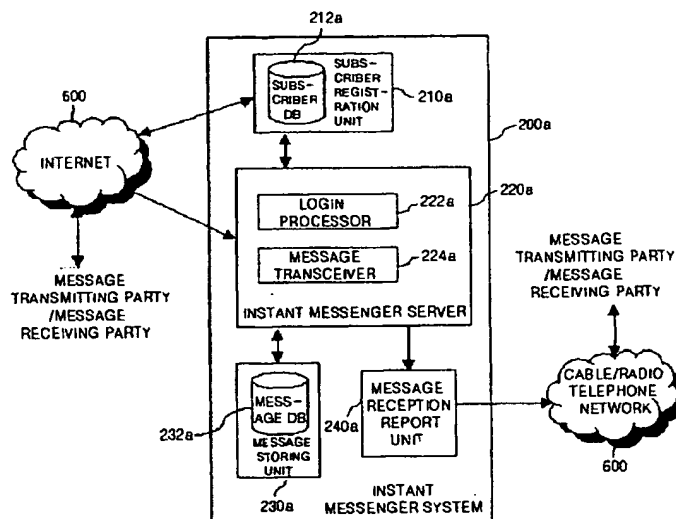 212a
SUBS-
CRIBER
DB
SUBS-
CRIBER
REGIST-
RATION
UNIT
210a
200a
600
INTERNET
220a
LOGIN
PROCESSOR
222a
MESSAGE
TRANSCEIVER
224a
INSTANT MESSENGER SERVER
MESSAGE
TRANSMITTING PARTY
/MESSAGE
RECEIVING PARTY
MESSAGE
TRANSMITTING PARTY
/MESSAGE
RECEIVING PARTY
MESS-
AGE DB
232a
MESSAGE
STORING
UNIT
230a
MESSAGE
RECEPTION
REPORT
UNIT
240a
CABLE/RADIO
TELEPHONE
NETWORK
600
INSTANT
MESSENGER SYSTEM